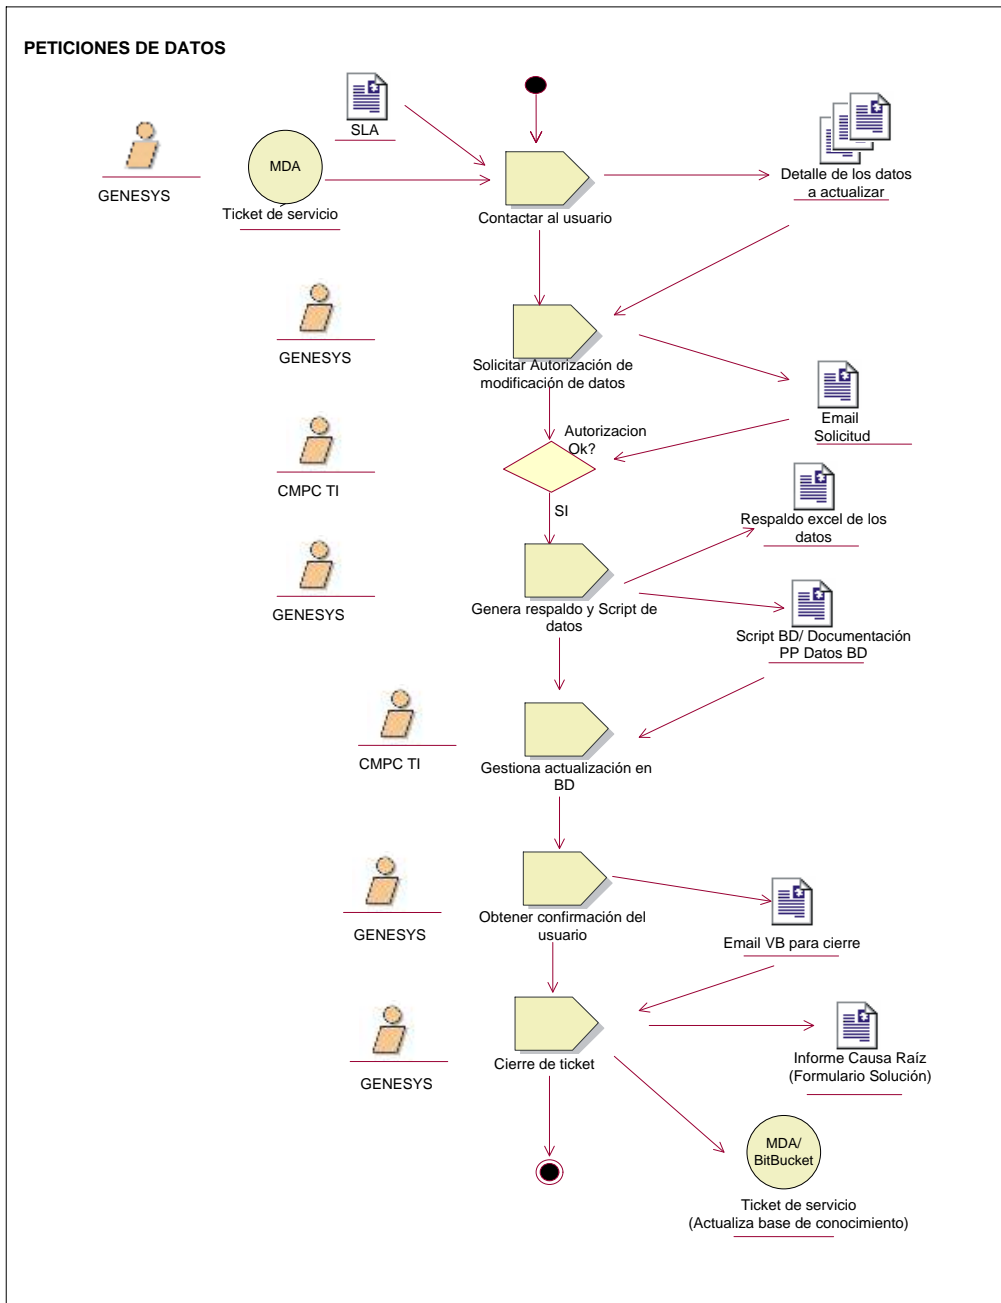 PETICIONES DE DATOS
SLA
MDA
GENESYS
Ticket de servicio
Contactar al usuario
Detalle de los datos
a actualizar
GENESYS
Solicitar Autorización de
modificación de datos
Email
Solicitud
Autorizacion
Ok?
CMPC TI
SI
Respaldo excel de los
datos
GENESYS
Genera respaldo y Script de
datos
Script BD/ Documentación
PP Datos BD
CMPC TI
Gestiona actualización en
BD
GENESYS
Obtener confirmación del
usuario
Email VB para cierre
GENESYS
Cierre de ticket
Informe Causa Raíz
(Formulario Solución)
MDA/
BitBucket
Ticket de servicio
(Actualiza base de conocimiento)